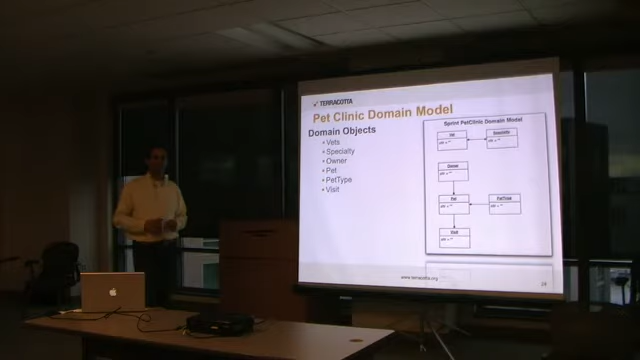 TERRACOTTA
Pet Clinic Domain Model
Domain Objects
Vets
Specialty
Owner
Pet
PetType
Visit
Spring PetClinic Domain Model
Vet
Specialty
Owner
Pet
PetType
Visit
www.terracotta.org